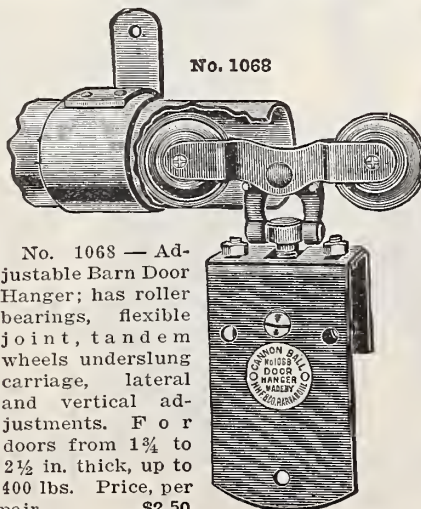 No. 1068
No. 1068 — Ad-
justable Barn Door
Hanger; has roller
bearings, flexible
joint, tandem
wheels underslung
carriage, lateral
and vertical ad-
justments. For
doors from 1¾ to
2½ in. thick, up to
400 lbs. Price, per
pair $2.50
CANNON BALL
No 1068
DOOR
HANGER
MADE BY